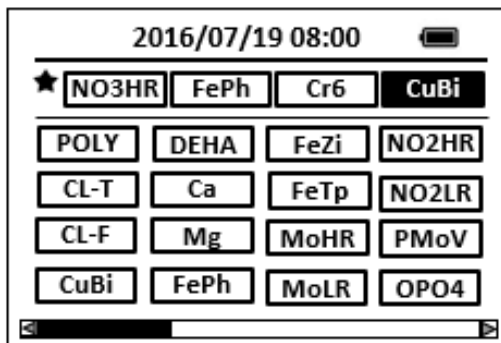 2016/07/19 08:00
NO3HR FePh Cr6 CuBi
POLY DEHA FeZi NO2HR
CL-T Ca FeTp NO2LR
CL-F Mg MoHR PMoV
CuBi FePh MoLR OPO4